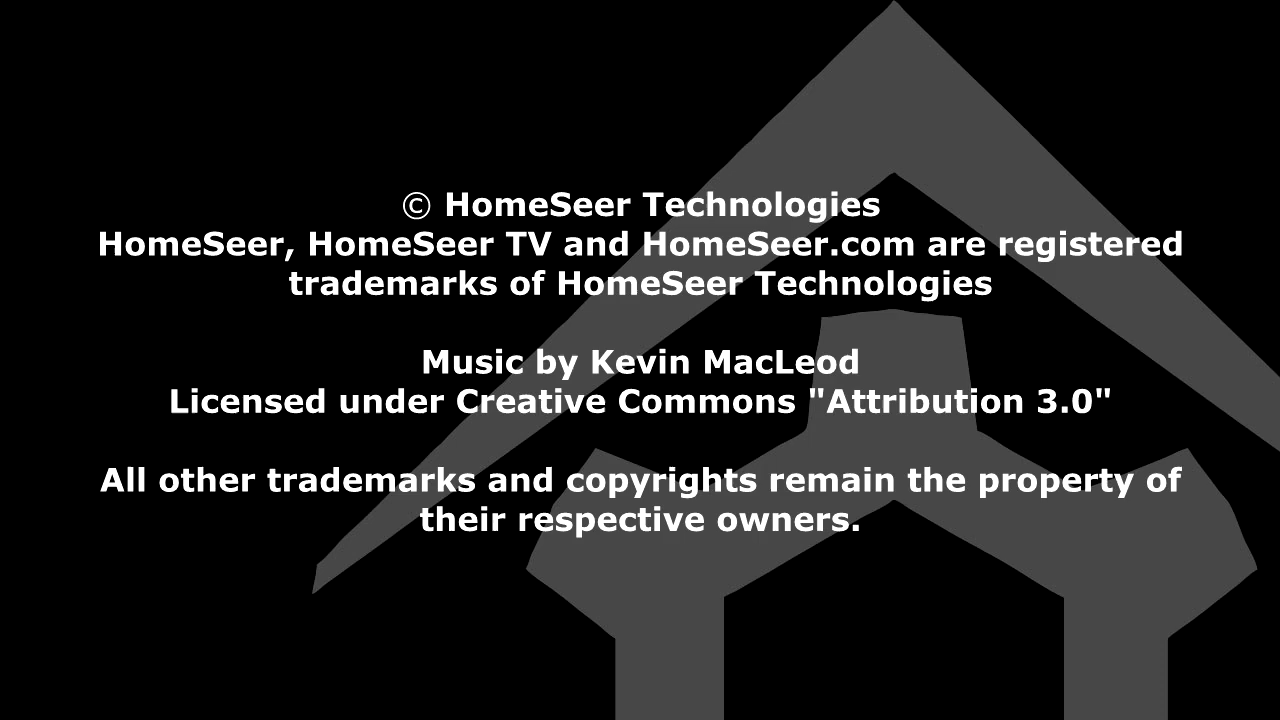 © HomeSeer Technologies
HomeSeer, HomeSeer TV and HomeSeer.com are registered
trademarks of HomeSeer Technologies
Music by Kevin MacLeod
Licensed under Creative Commons "Attribution 3.0"
All other trademarks and copyrights remain the property of
their respective owners.